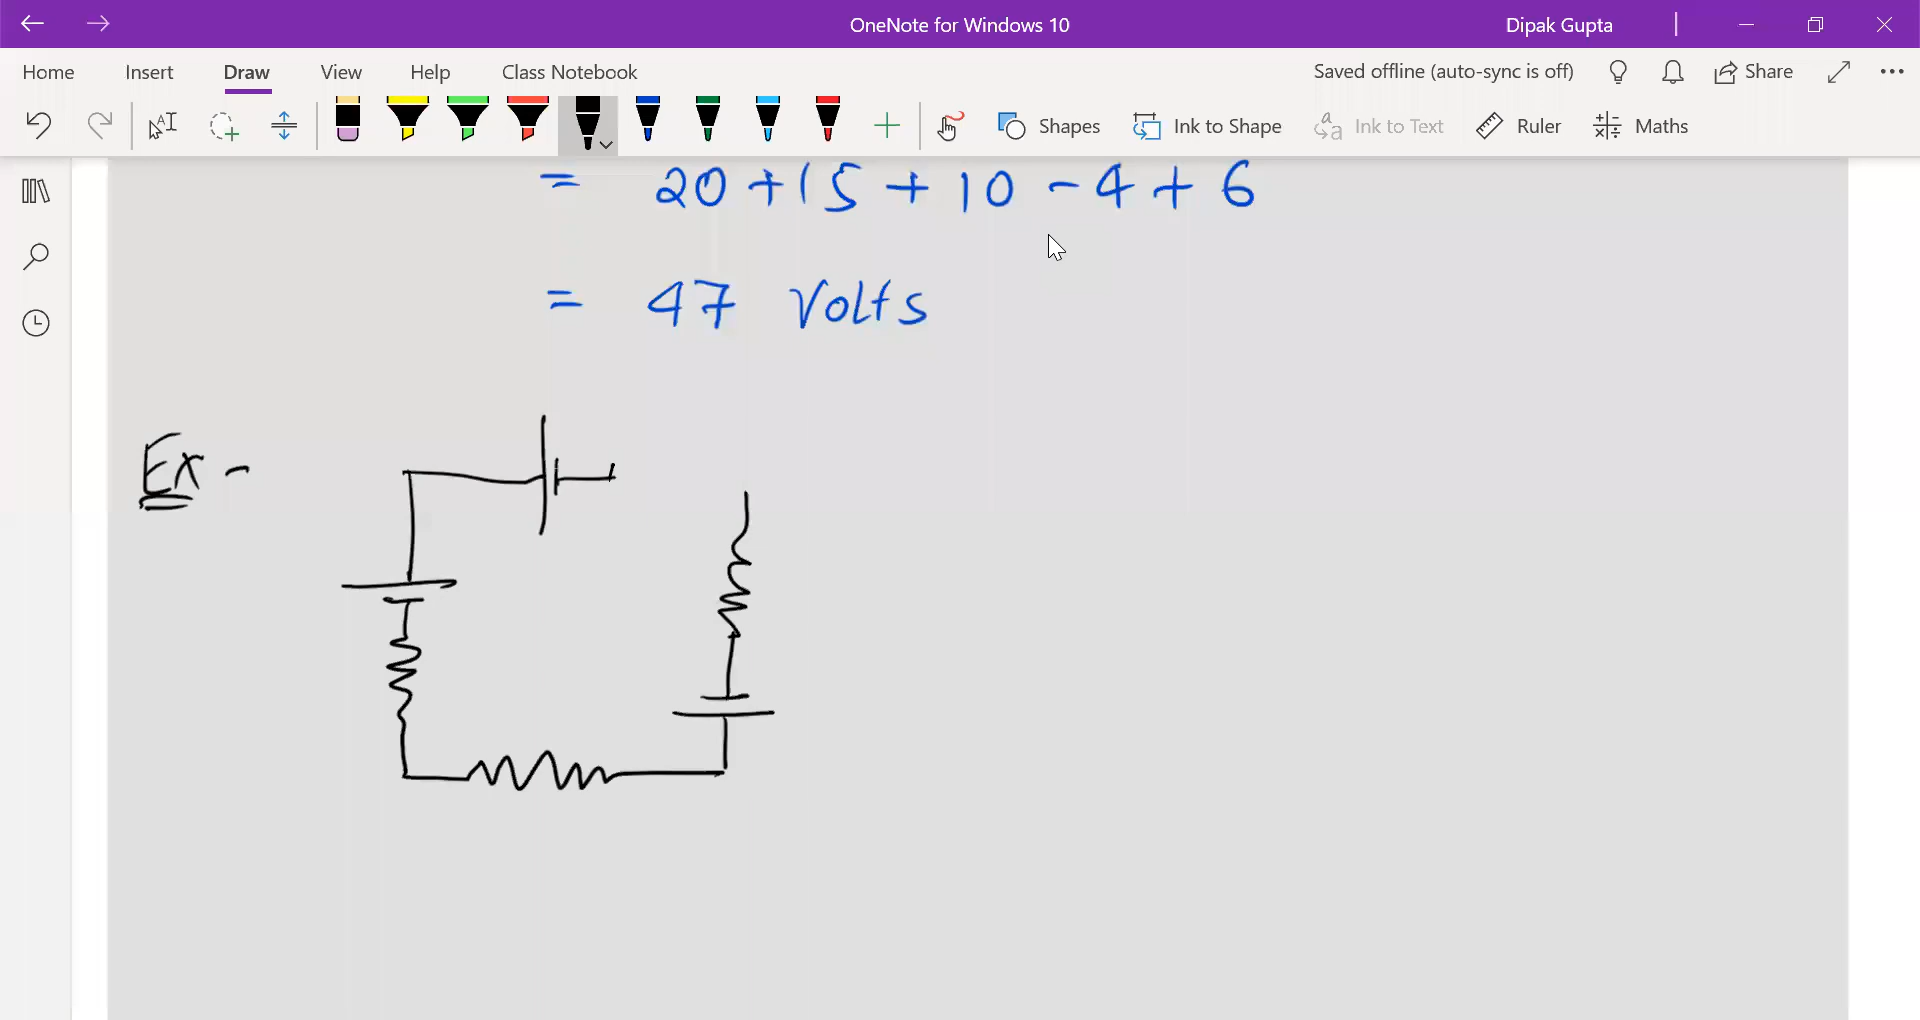 OneNote for Windows 10
Dipak Gupta
Home Insert Draw View Help Class Notebook
Saved offline (auto-sync is off) Share
Shapes Ink to Shape Ink to Text Ruler Maths
= 20 + 15 + 10 - 4 + 6
= 47 Volts
Ex -